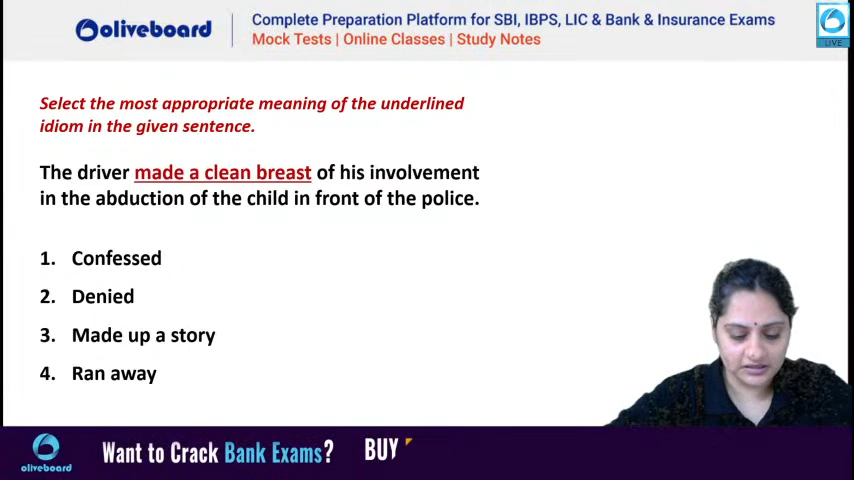 oliveboard
Complete Preparation Platform for SBI, IBPS, LIC & Bank & Insurance Exams
Mock Tests | Online Classes | Study Notes
LIVE
Select the most appropriate meaning of the underlined
idiom in the given sentence.
The driver made a clean breast of his involvement
in the abduction of the child in front of the police.
1. Confessed
2. Denied
3. Made up a story
4. Ran away
oliveboard
Want to Crack Bank Exams?
BUY